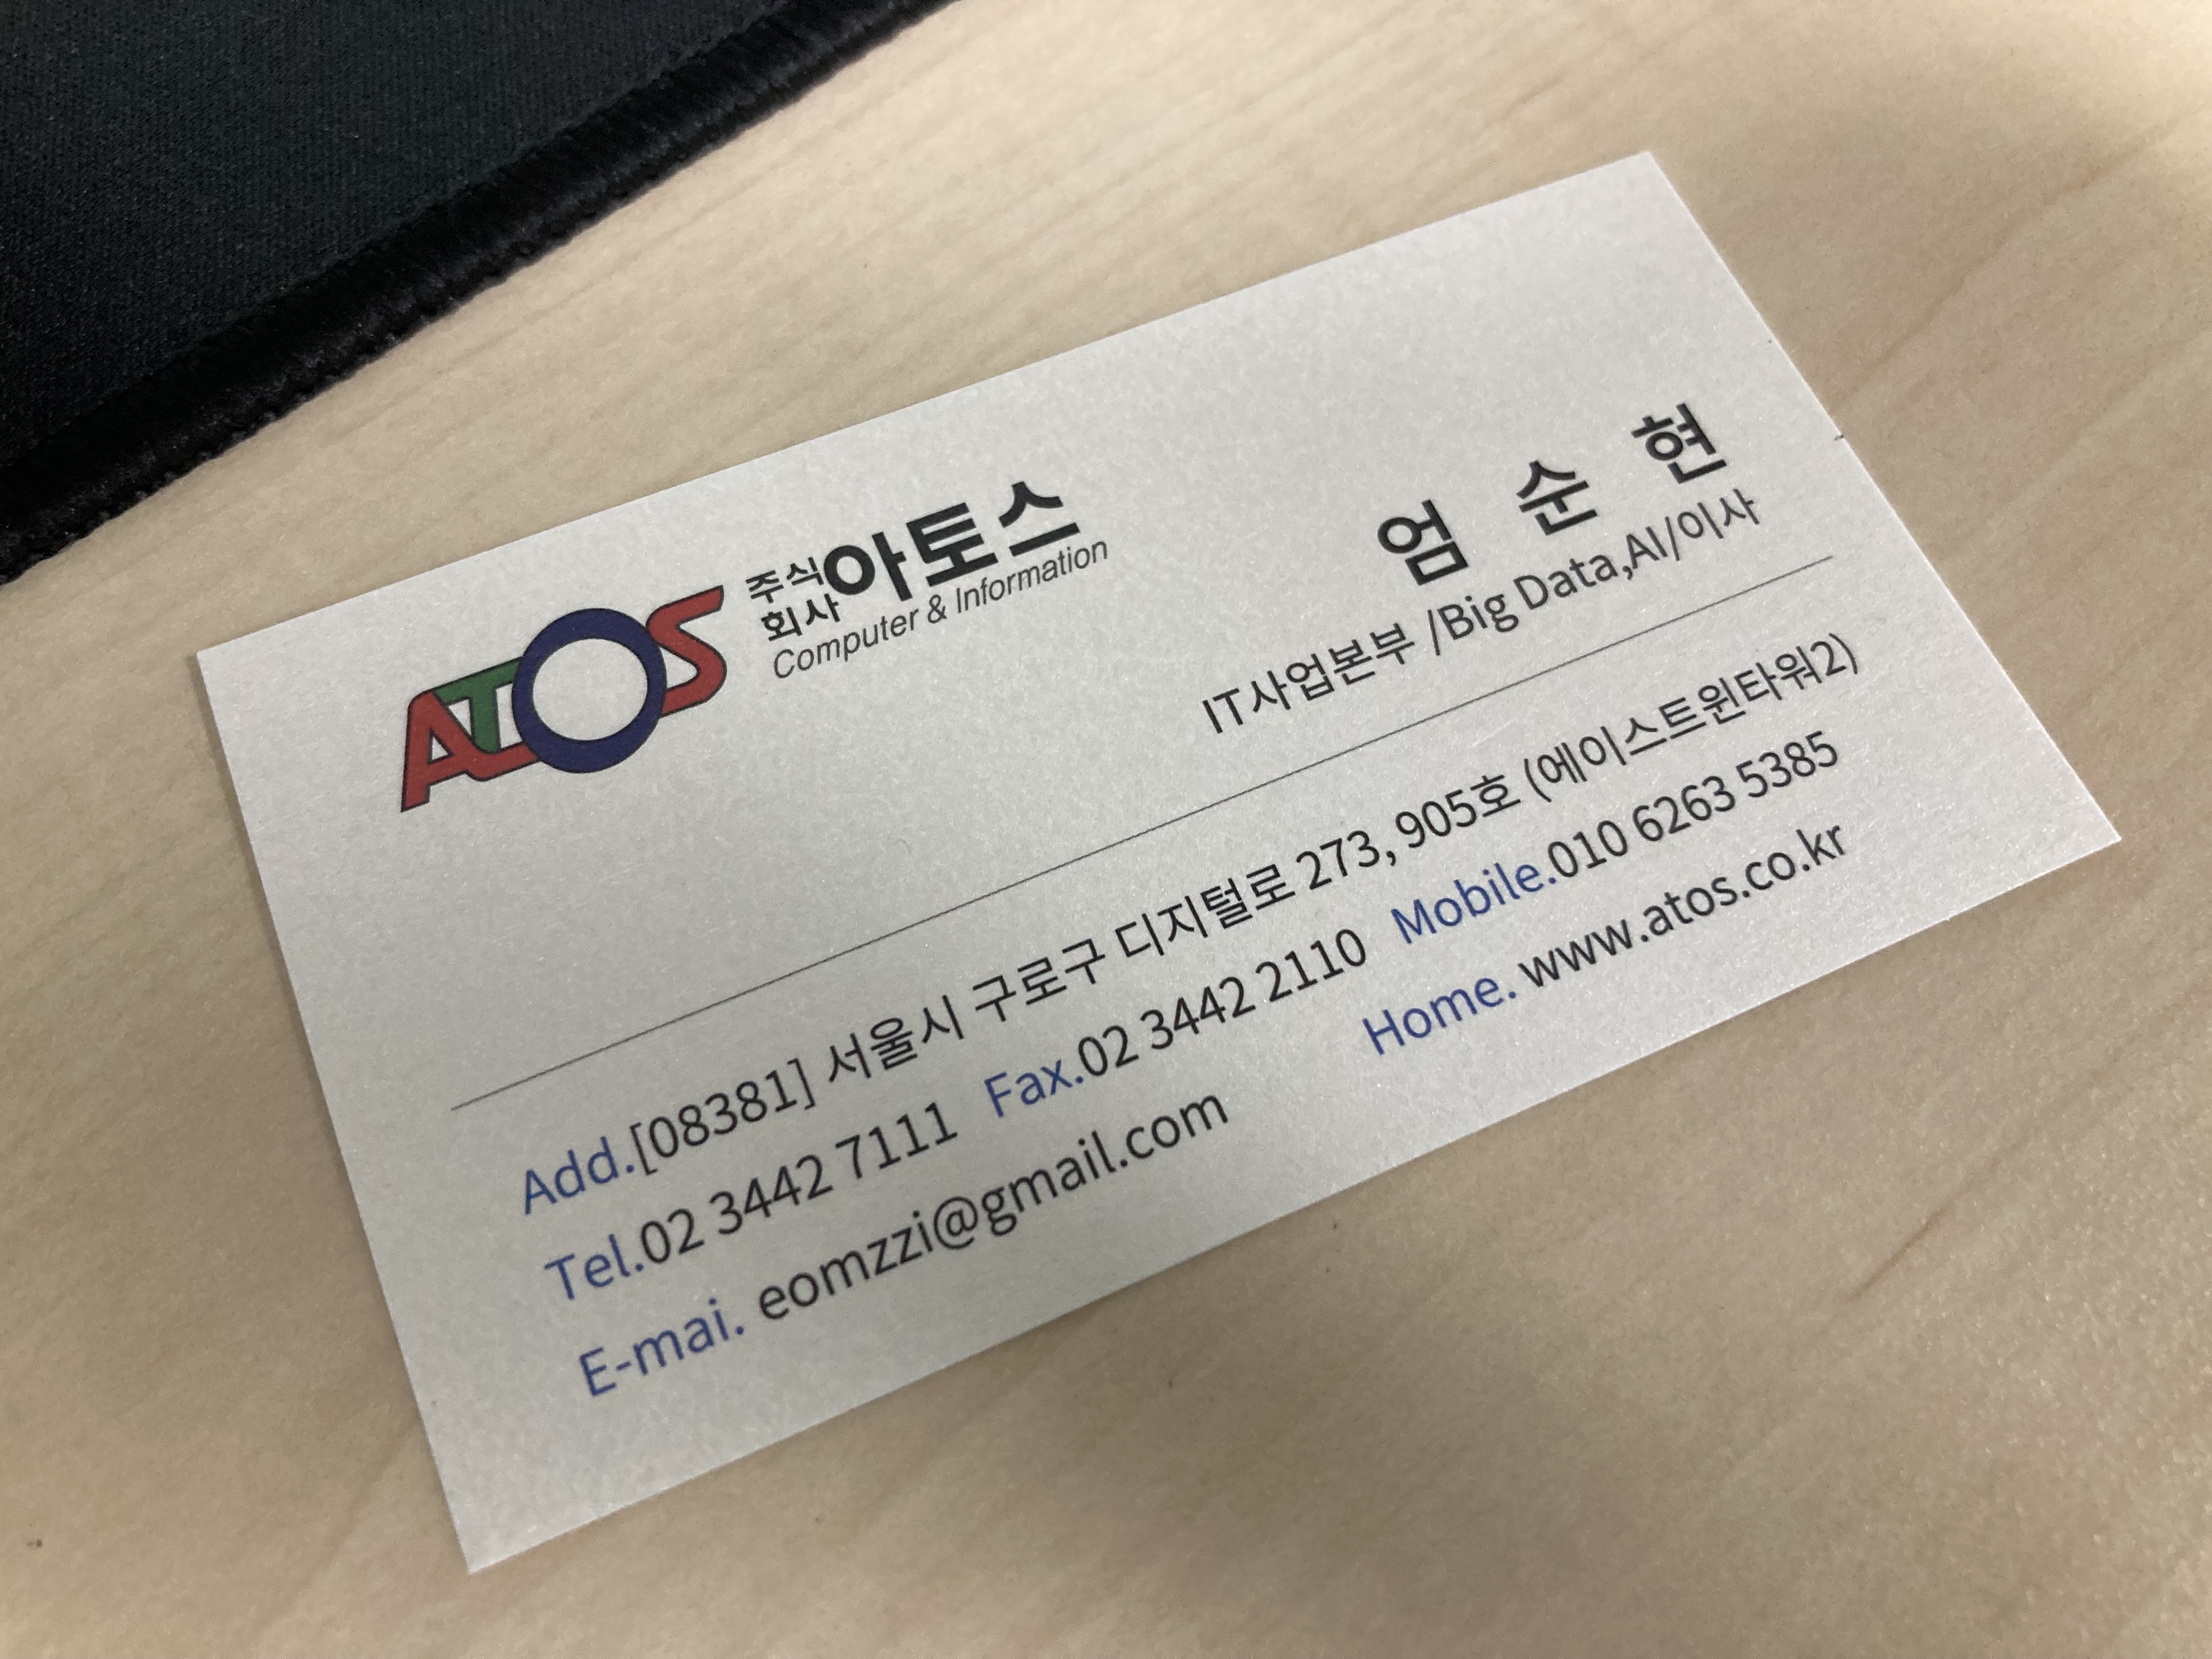 ATOS
주식
회사 아토스
Computer & Information
엄 순 현
IT사업본부 /Big Data,AI/이사
Add.[08381] 서울시 구로구 디지털로 273, 905호 (에이스트윈타워2)
Tel.02 3442 7111 Fax.02 3442 2110 Mobile.010 6263 5385
E-mai. eomzzi@gmail.com Home. www.atos.co.kr